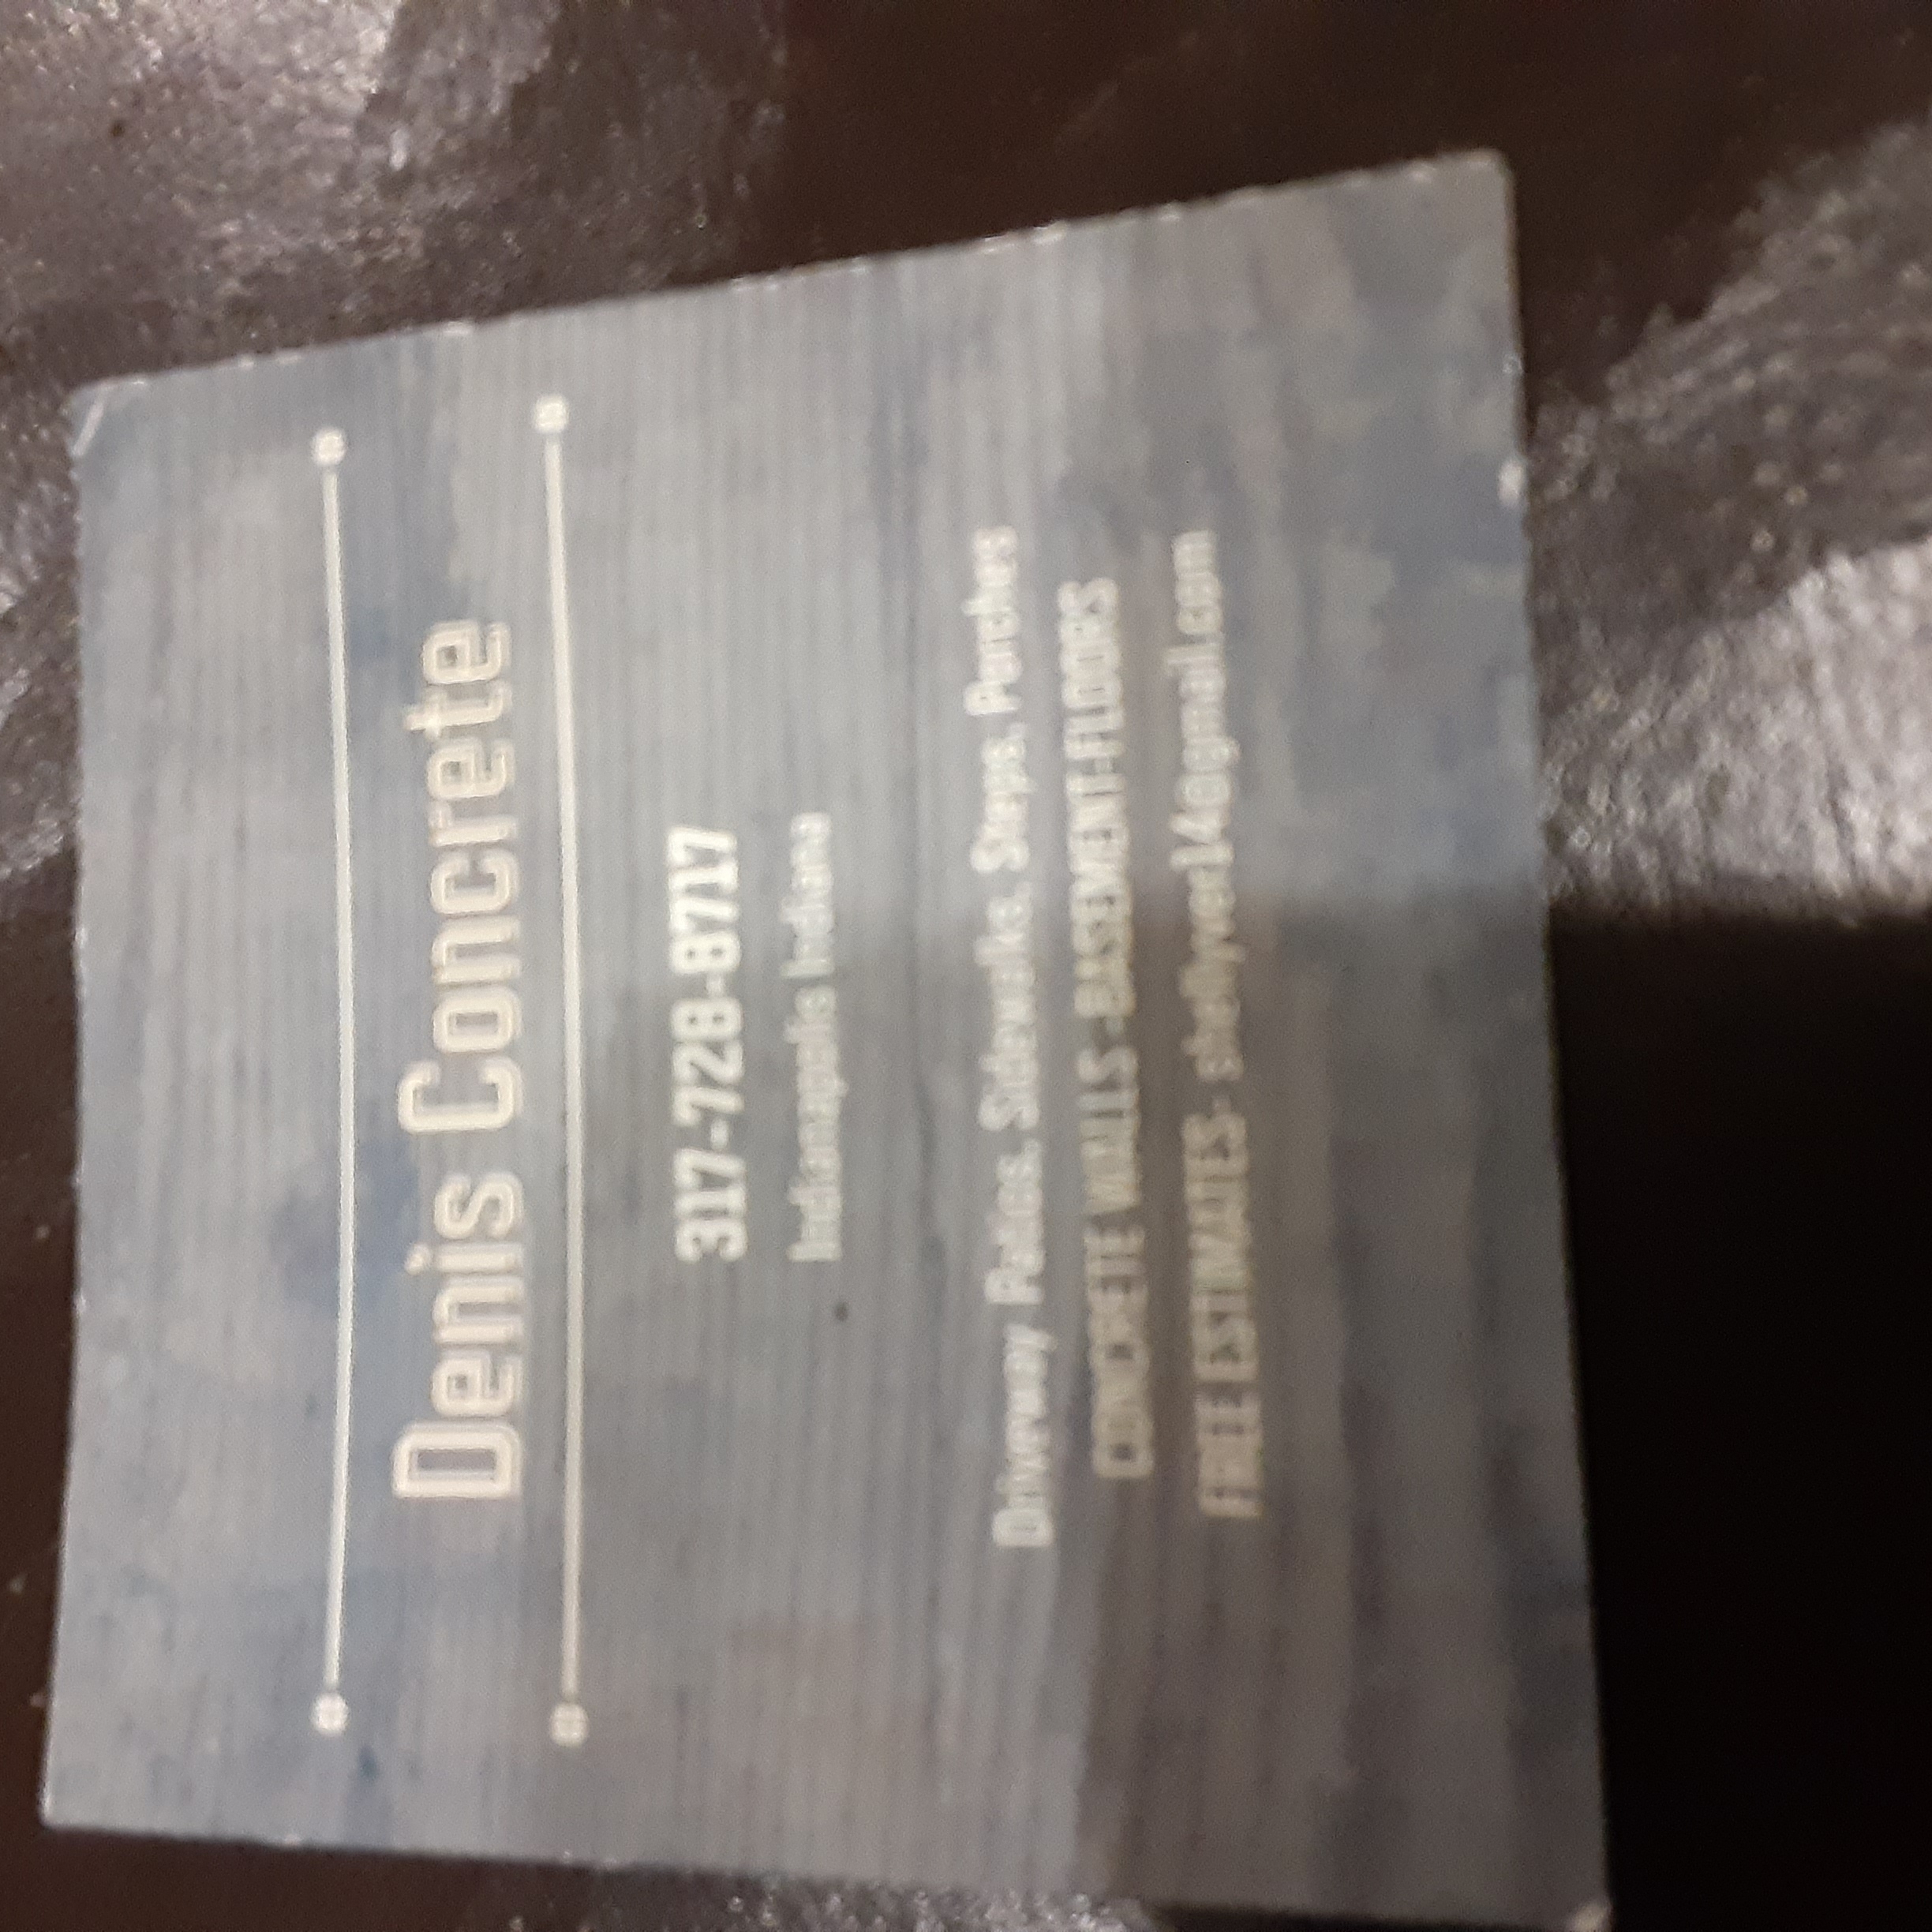 Denis Concrete
317-728-8717
Indianapolis Indiana
Driveway Patios. Sidewalks. Steps. Porches
CONCRETE WALLS - BASEMENT-FLOORS
FREE ESTIMATES-